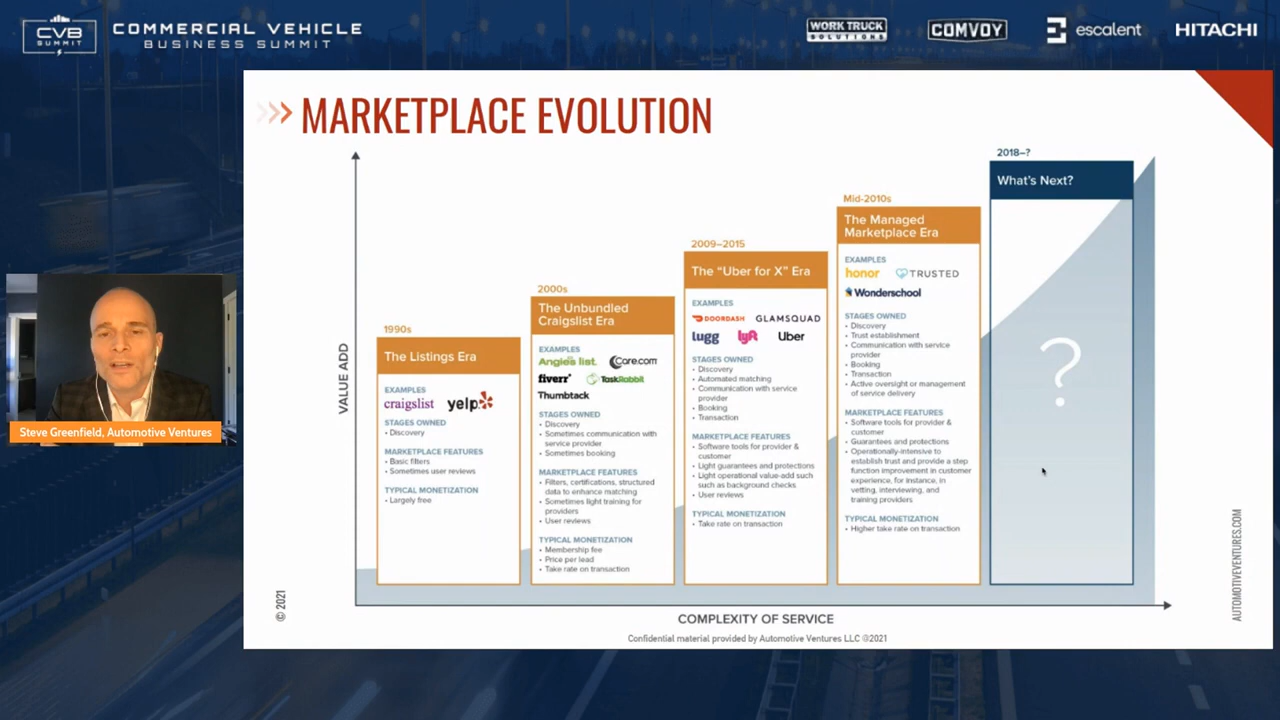 CVB
SUMMIT
COMMERCIAL VEHICLE
BUSINESS SUMMIT
WORK TRUCK
SOLUTIONS
COMVOY
escalent
HITACHI
Steve Greenfield, Automotive Ventures
MARKETPLACE EVOLUTION
VALUE ADD
1990s
The Listings Era
EXAMPLES
craigslist yelp
STAGES OWNED
• Discovery
MARKETPLACE FEATURES
• Basic filters
• Sometimes user reviews
TYPICAL MONETIZATION
• Largely free
2000s
The Unbundled
Craigslist Era
EXAMPLES
Angie's list. Care.com
fiverr TaskRabbit
Thumbtack
STAGES OWNED
• Discovery
• Sometimes communication with
service provider
• Sometimes booking
MARKETPLACE FEATURES
• Filters, certifications, structured
data to enhance matching
• Sometimes light training for
providers
• User reviews
TYPICAL MONETIZATION
• Membership fee
• Price per lead
• Take rate on transaction
2009–2015
The “Uber for X” Era
EXAMPLES
DOORDASH GLAMSQUAD
lugg lyft Uber
STAGES OWNED
• Discovery
• Automated matching
• Communication with service
provider
• Booking
• Transaction
MARKETPLACE FEATURES
• Software tools for provider &
customer
• Light guarantees and protections
• Light operational value-add such
such as background checks
• User reviews
TYPICAL MONETIZATION
• Take rate on transaction
Mid-2010s
The Managed
Marketplace Era
EXAMPLES
honor TRUSTED
Wonderschool
STAGES OWNED
• Discovery
• Trust establishment
• Communication with service
provider
• Booking
• Transaction
• Active oversight or management
of service delivery
MARKETPLACE FEATURES
• Software tools for provider &
customer
• Guarantees and protections
• Operationally-intensive to
establish trust and provide a step
function improvement in customer
experience, for instance, in
vetting, interviewing, and
training providers
TYPICAL MONETIZATION
• Higher take rate on transaction
2018–?
What's Next?
?
COMPLEXITY OF SERVICE
Confidential material provided by Automotive Ventures LLC @2021
© 2021
AUTOMOTIVEVENTURES.COM